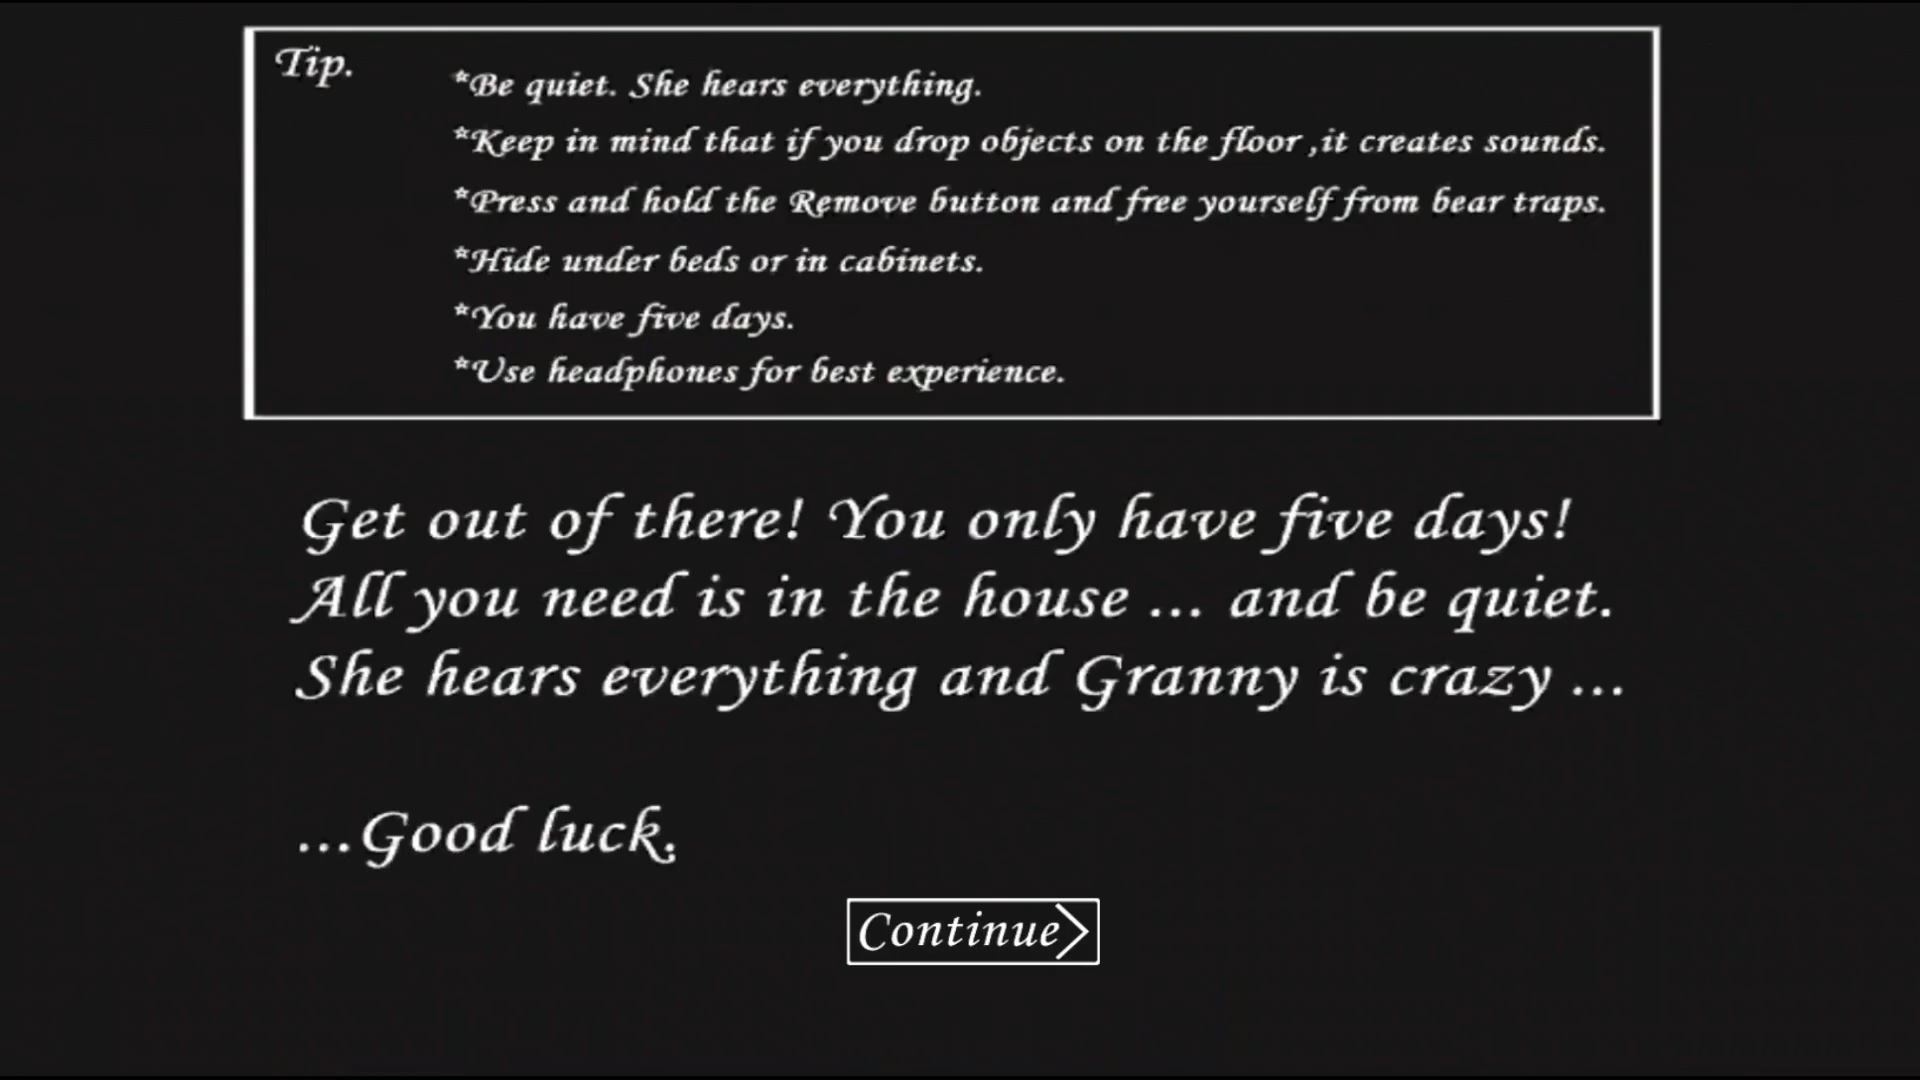 Tip.
*Be quiet. She hears everything.
*Keep in mind that if you drop objects on the floor ,it creates sounds.
*Press and hold the Remove button and free yourself from bear traps.
*Hide under beds or in cabinets.
*You have five days.
*Use headphones for best experience.
Get out of there! You only have five days!
All you need is in the house ... and be quiet.
She hears everything and Granny is crazy ...
...Good luck.
Continue>